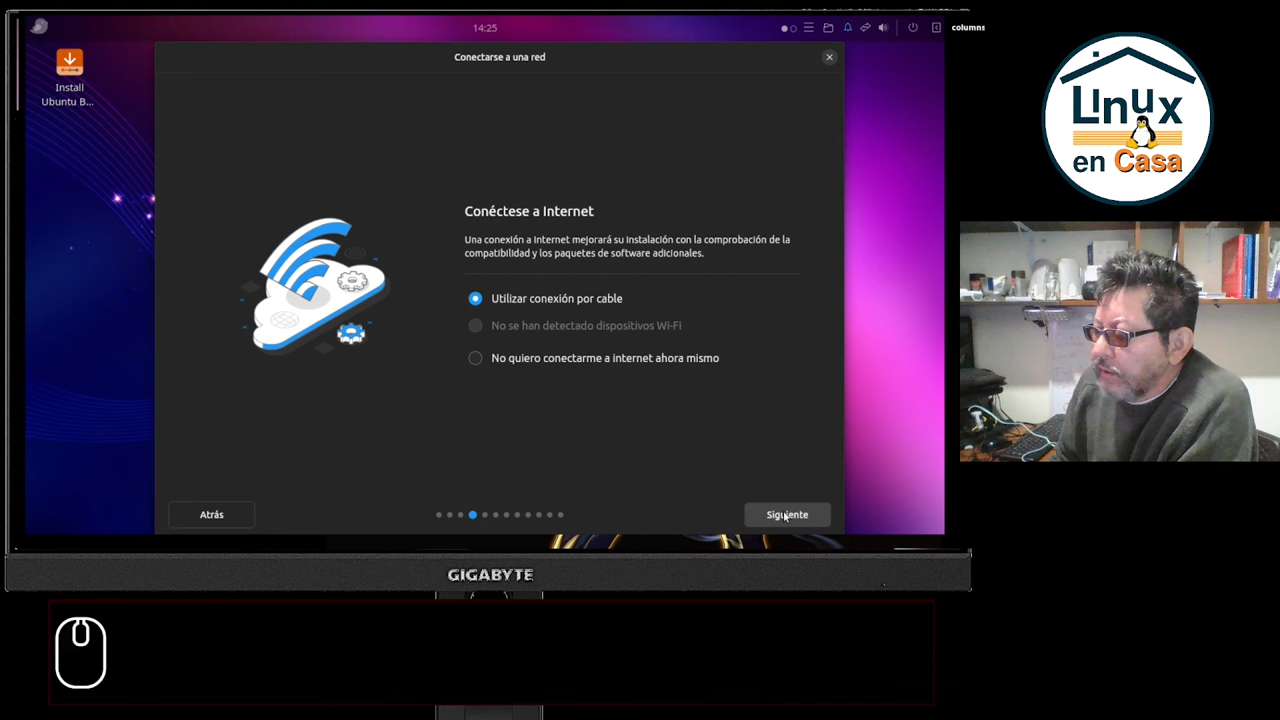 14:25
columns
Install
Ubuntu B...
Conectarse a una red
Conéctese a Internet
Una conexión a Internet mejorará su instalación con la comprobación de la
compatibilidad y los paquetes de software adicionales.
Utilizar conexión por cable
No se han detectado dispositivos Wi-Fi
No quiero conectarme a internet ahora mismo
Atrás
Siguiente
GIGABYTE
Linux
en Casa